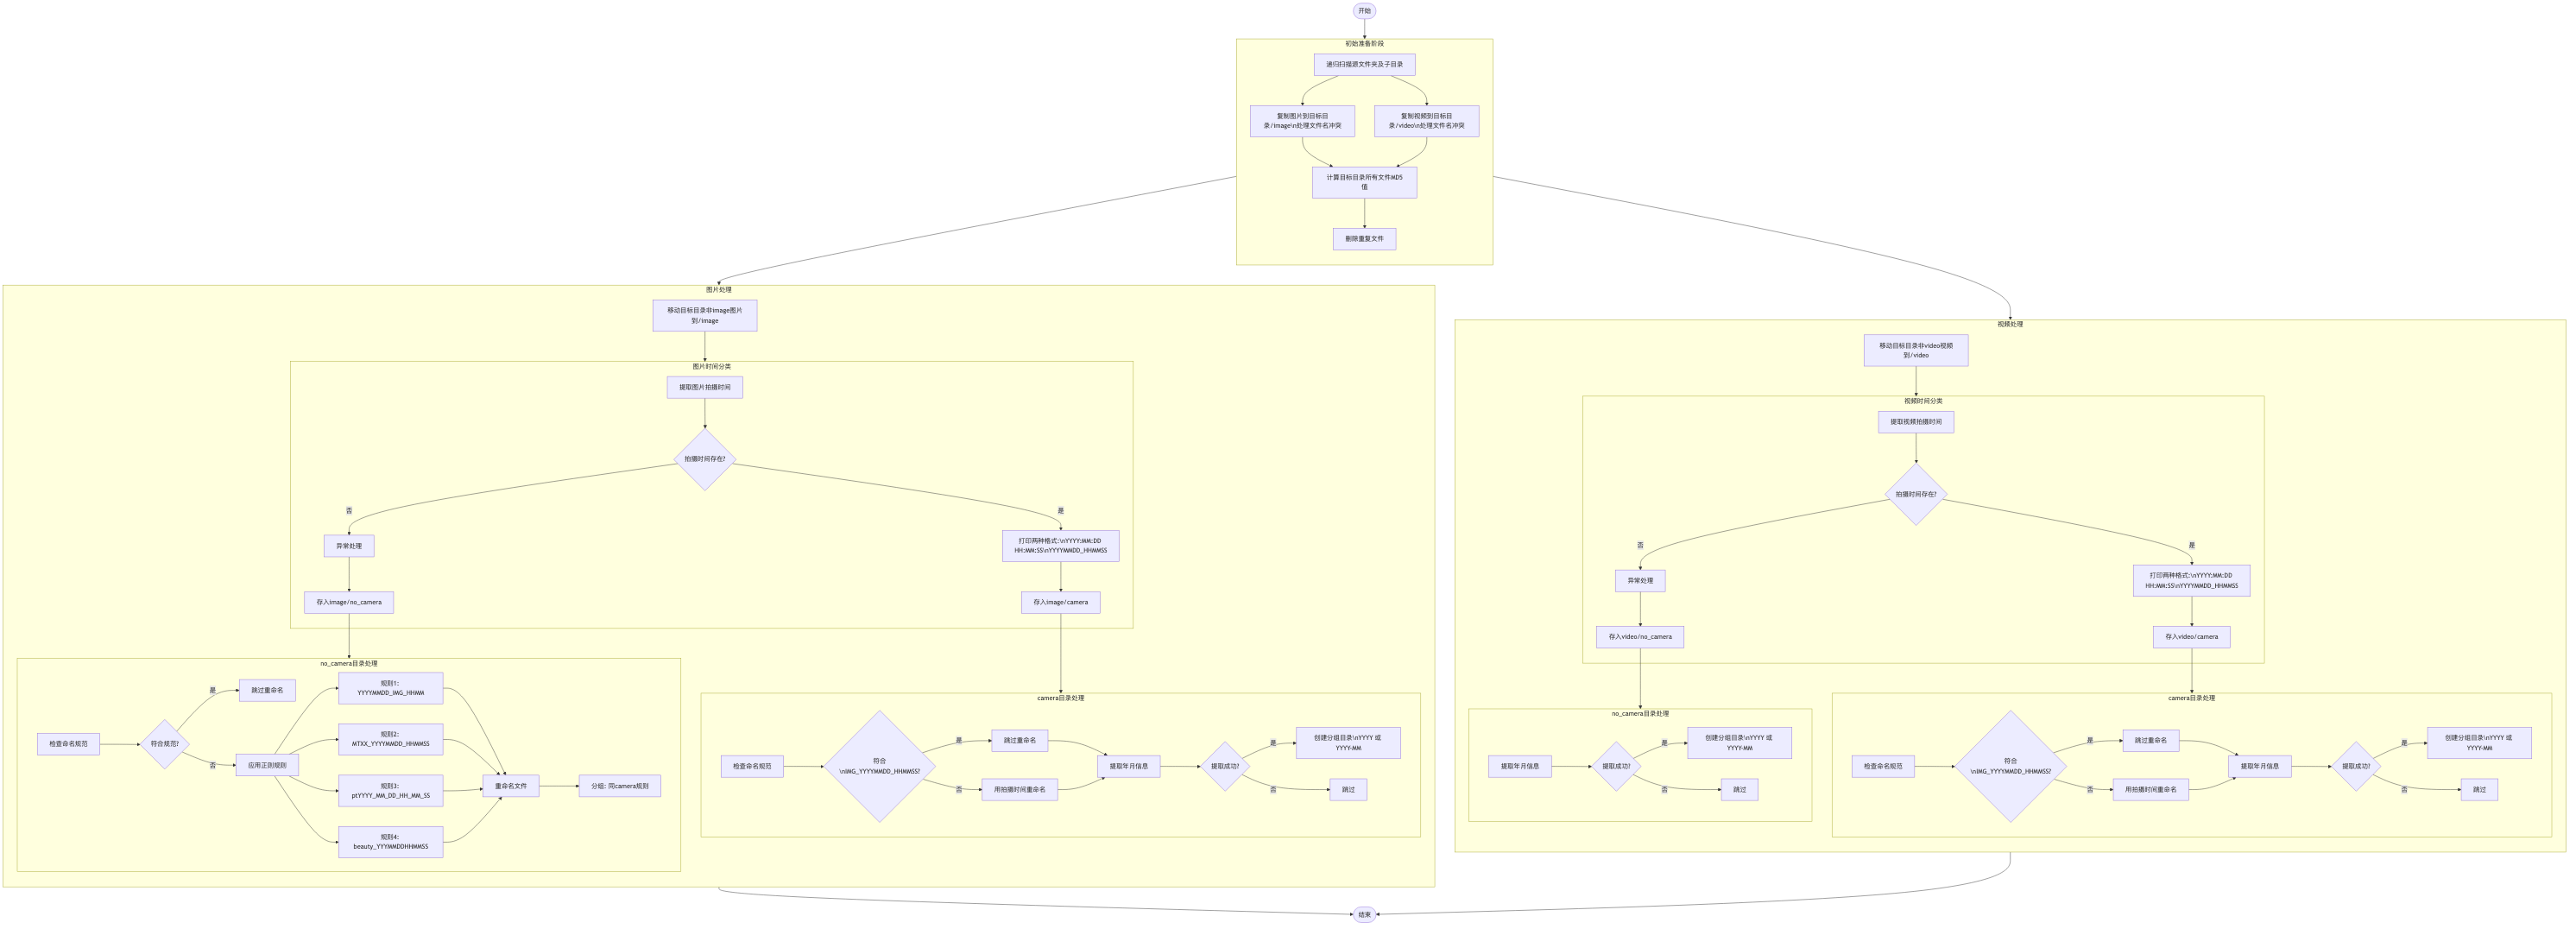 开始
初始准备阶段
递归扫描源文件夹及子目录
复制图片到目标目
录/image\n处理文件名冲突
复制视频到目标目
录/video\n处理文件名冲突
计算目标目录所有文件MD5
值
删除重复文件
图片处理
移动目标目录非image图片
到/image
图片时间分类
提取图片拍摄时间
拍摄时间存在?
否
是
异常处理
打印两种格式:\nYYYY:MM:DD
HH:MM:SS\nYYYYMMDD_HHMMSS
存入image/no_camera
存入image/camera
no_camera目录处理
检查命名规范
符合规范?
是
跳过重命名
否
应用正则规则
规则1:
YYYYMMDD_IMG_HHMM
规则2:
MTXX_YYYYMMDD_HHMMSS
规则3:
ptYYYY_MM_DD_HH_MM_SS
规则4:
beauty_YYYMMDDHHMMSS
重命名文件
分组: 同camera规则
camera目录处理
检查命名规范
符合
\nIMG_YYYYMMDD_HHMMSS?
是
跳过重命名
否
用拍摄时间重命名
提取年月信息
提取成功?
是
创建分组目录\nYYYY 或
YYYY-MM
否
跳过
视频处理
移动目标目录非video视频
到/video
视频时间分类
提取视频拍摄时间
拍摄时间存在?
否
是
异常处理
打印两种格式:\nYYYY:MM:DD
HH:MM:SS\nYYYYMMDD_HHMMSS
存入video/no_camera
存入video/camera
no_camera目录处理
提取年月信息
提取成功?
是
创建分组目录\nYYYY 或
YYYY-MM
否
跳过
camera目录处理
检查命名规范
符合
\nIMG_YYYYMMDD_HHMMSS?
是
跳过重命名
否
用拍摄时间重命名
提取年月信息
提取成功?
是
创建分组目录\nYYYY 或
YYYY-MM
否
跳过
结束